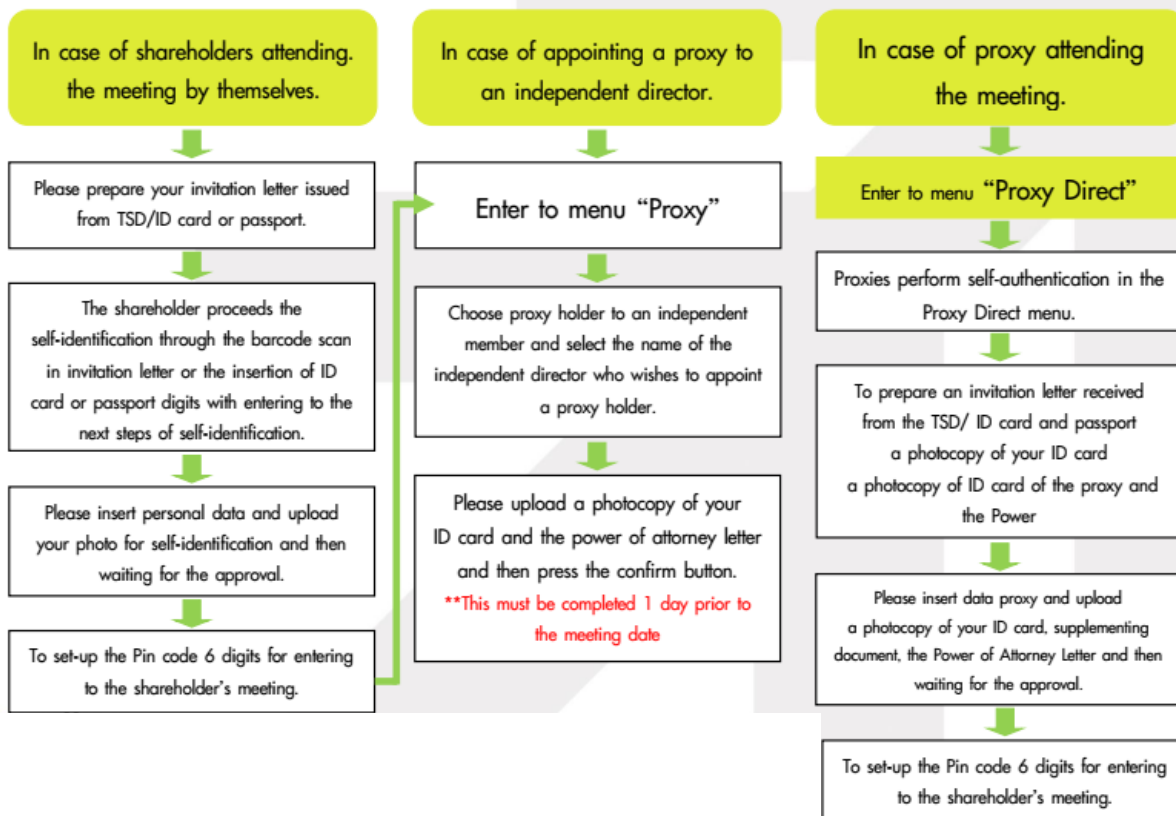 In case of shareholders attending.
the meeting by themselves.
Please prepare your invitation letter issued
from TSD/ID card or passport.
The shareholder proceeds the
self-identification through the barcode scan
in invitation letter or the insertion of ID
card or passport digits with entering to the
next steps of self-identification.
Please insert personal data and upload
your photo for self-identification and then
waiting for the approval.
To set-up the Pin code 6 digits for entering
to the shareholder's meeting.
In case of appointing a proxy to
an independent director.
Enter to menu “Proxy”
Choose proxy holder to an independent
member and select the name of the
independent director who wishes to appoint
a proxy holder.
Please upload a photocopy of your
ID card and the power of attorney letter
and then press the confirm button.
**This must be completed 1 day prior to
the meeting date
In case of proxy attending
the meeting.
Enter to menu “Proxy Direct”
Proxies perform self-authentication in the
Proxy Direct menu.
To prepare an invitation letter received
from the TSD/ ID card and passport
a photocopy of your ID card
a photocopy of ID card of the proxy and
the Power
Please insert data proxy and upload
a photocopy of your ID card, supplementing
document, the Power of Attorney Letter and then
waiting for the approval.
To set-up the Pin code 6 digits for entering
to the shareholder's meeting.